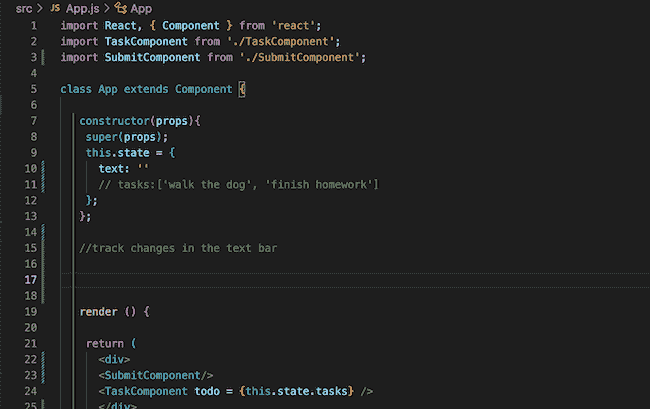 src > JS App.js > App
1 import React, { Component } from 'react';
2 import TaskComponent from './TaskComponent';
3 import SubmitComponent from './SubmitComponent';
4
5 class App extends Component {
6
7 constructor(props){
8 super(props);
9 this.state = {
10 text: ''
11 // tasks:['walk the dog', 'finish homework']
12 };
13 };
14
15 //track changes in the text bar
16
17
18
19 render () {
20
21 return (
22 <div>
23 <SubmitComponent/>
24 <TaskComponent todo = {this.state.tasks} />
25 </div>